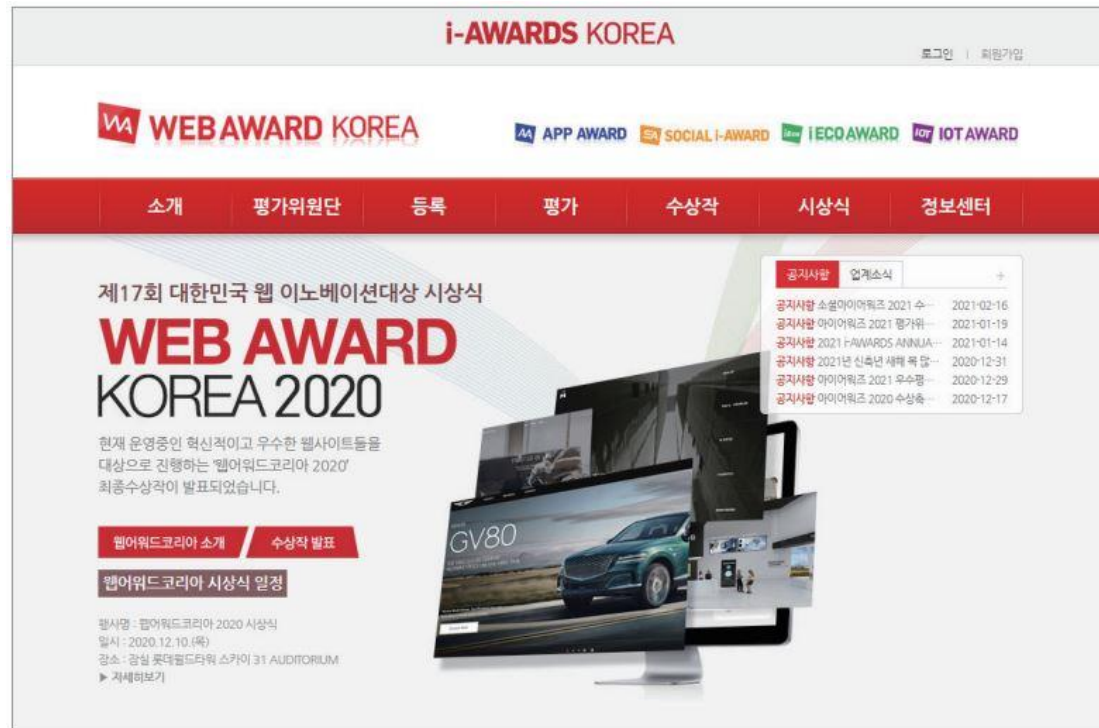 i-AWARDS KOREA
로그인 | 회원가입
WA WEB AWARD KOREA
AA APP AWARD SA SOCIAL i-AWARD i ECO AWARD IOT IOT AWARD
소개 평가위원단 등록 평가 수상작 시상식 정보센터
공지사항 업계소식 +
공지사항 소셜아이어워즈 2021 수··· 2021-02-16
공지사항 아이어워즈 2021 평가위··· 2021-01-19
공지사항 2021 i-AWARDS ANNUA··· 2021-01-14
공지사항 2021년 신축년 새해 복 많··· 2020-12-31
공지사항 아이어워즈 2021 우수평··· 2020-12-29
공지사항 아이어워즈 2020 수상축··· 2020-12-17
제17회 대한민국 웹 이노베이션대상 시상식
WEB AWARD
KOREA 2020
현재 운영중인 혁신적이고 우수한 웹사이트들을
대상으로 진행하는 '웹어워드코리아 2020'
최종수상작이 발표되었습니다.
웹어워드코리아 소개 수상작 발표
웹어워드코리아 시상식 일정
행사명 : 웹어워드코리아 2020 시상식
일시 : 2020.12.10.(목)
장소 : 잠실 롯데월드타워 스카이 31 AUDITORIUM
▶ 자세히보기
GV80